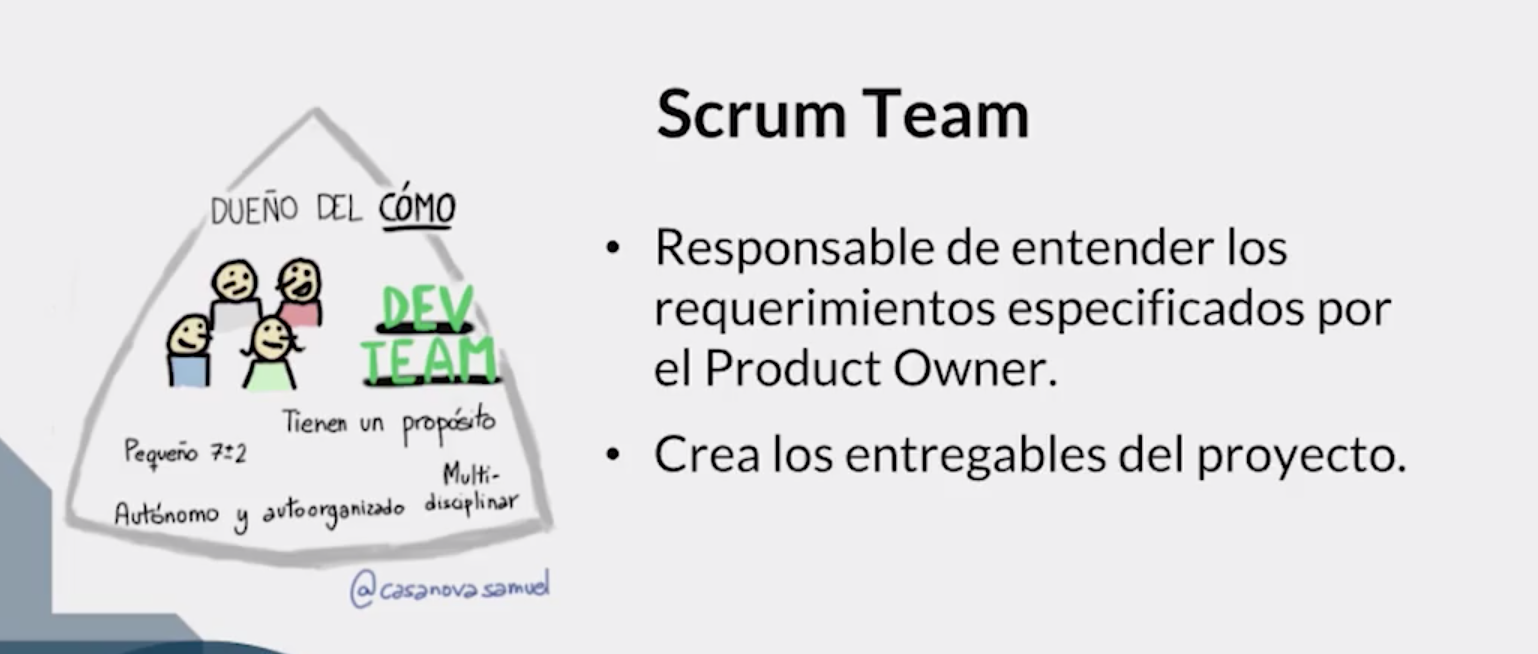 Scrum Team
DUEÑO DEL CÓMO
DEV
TEAM
Tienen un propósito
Pequeño 7±2
Multi-
disciplinar
Autónomo y autoorganizado
@casanovasamuel
• Responsable de entender los
requerimientos especificados por
el Product Owner.
• Crea los entregables del proyecto.